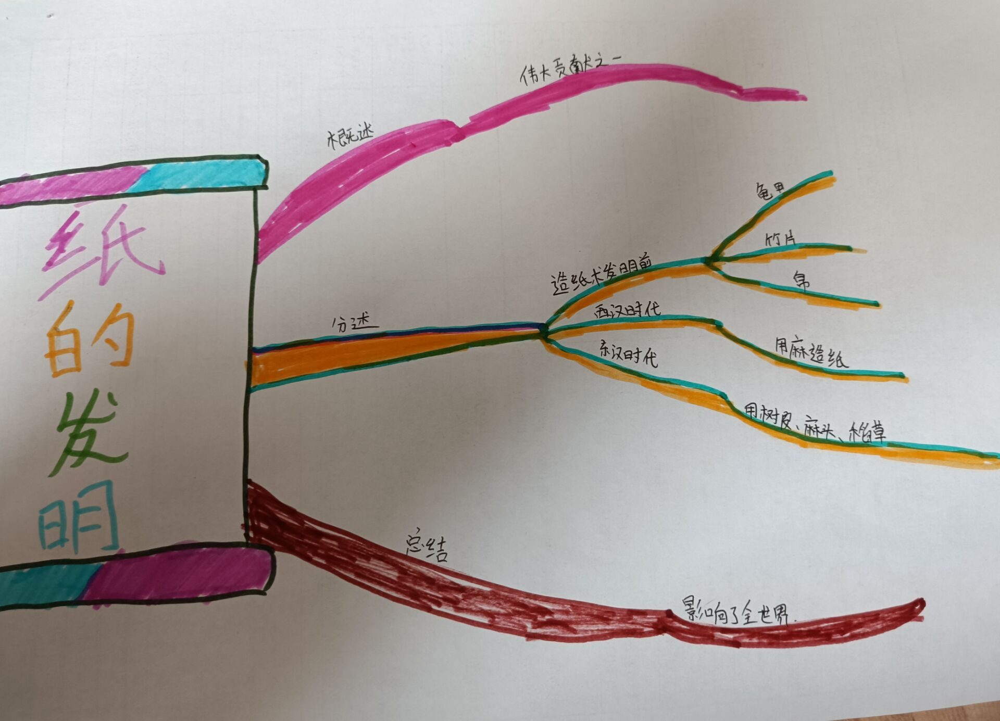 纸的发明
概述
伟大贡献之一
分述
造纸术发明前
龟甲
竹片
帛
西汉时代
用麻造纸
东汉时代
用树皮、麻头、稻草
总结
影响了全世界.